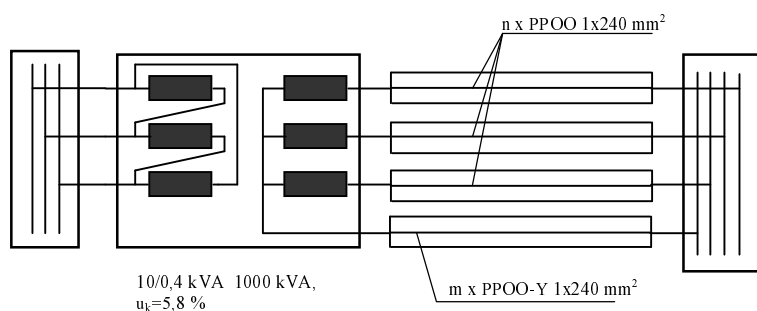 n x PPOO 1x240 mm²
10/0,4 kVA 1000 kVA,
uₖ=5,8 %
m x PPOO-Y 1x240 mm²